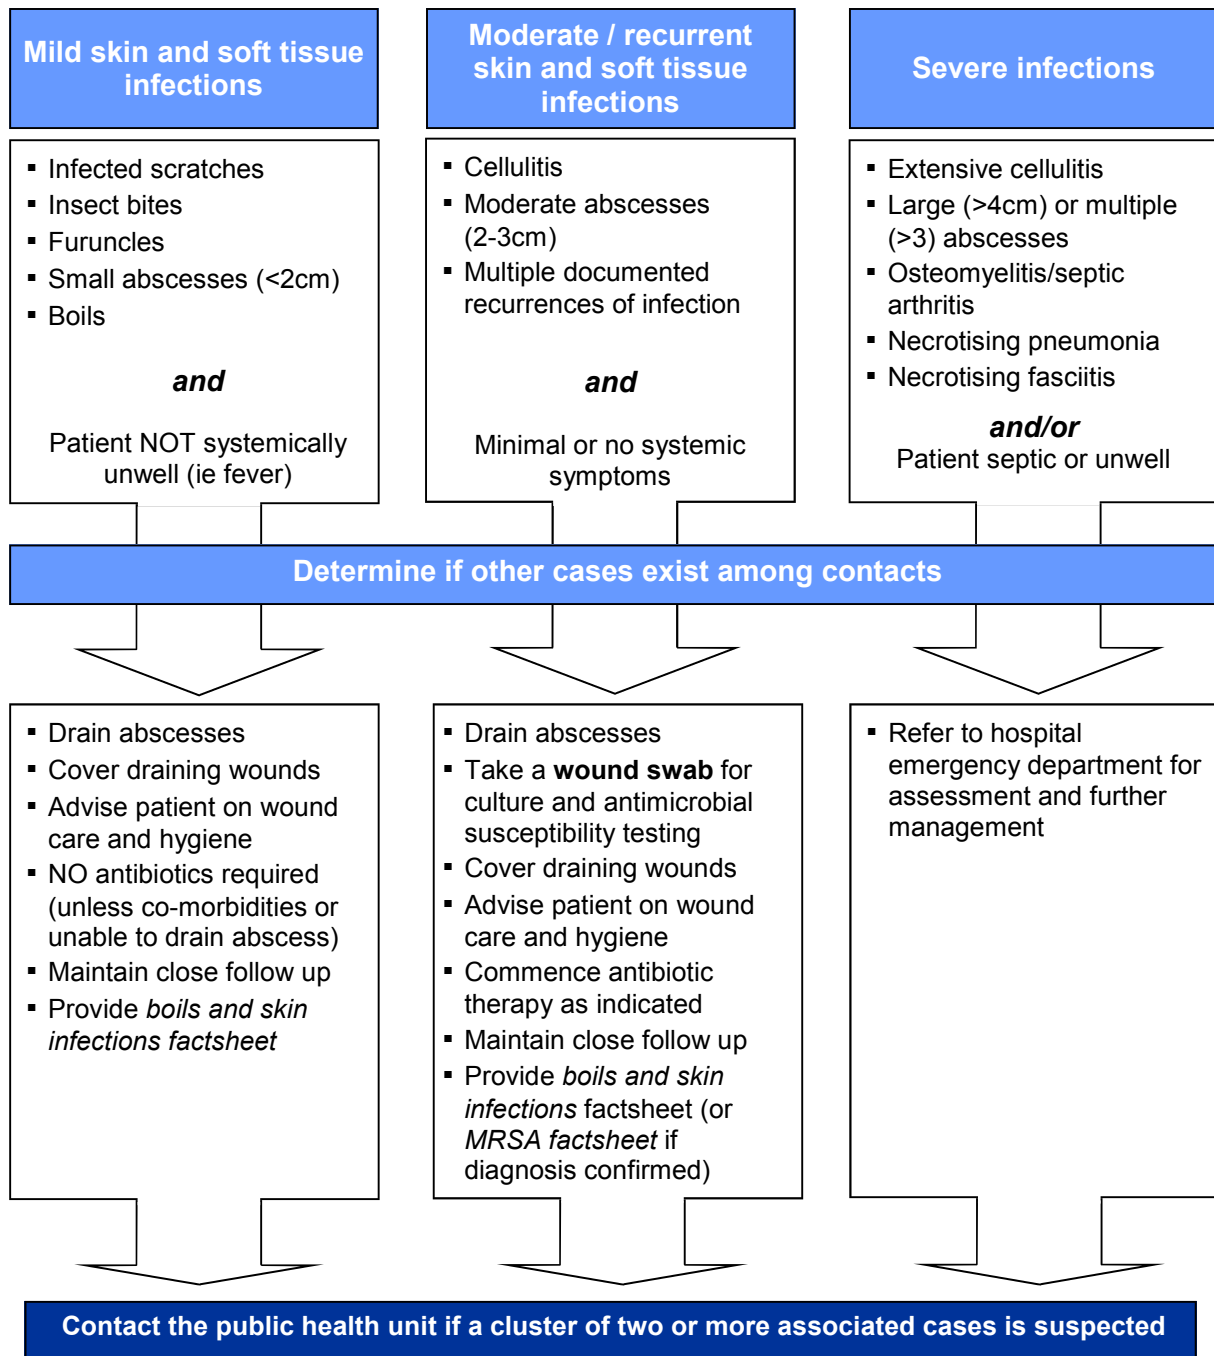 Mild skin and soft tissue
infections
▪ Infected scratches
▪ Insect bites
▪ Furuncles
▪ Small abscesses (<2cm)
▪ Boils
and
Patient NOT systemically
unwell (ie fever)
Moderate / recurrent
skin and soft tissue
infections
▪ Cellulitis
▪ Moderate abscesses
(2-3cm)
▪ Multiple documented
recurrences of infection
and
Minimal or no systemic
symptoms
Severe infections
▪ Extensive cellulitis
▪ Large (>4cm) or multiple
(>3) abscesses
▪ Osteomyelitis/septic
arthritis
▪ Necrotising pneumonia
▪ Necrotising fasciitis
and/or
Patient septic or unwell
Determine if other cases exist among contacts
▪ Drain abscesses
▪ Cover draining wounds
▪ Advise patient on wound
care and hygiene
▪ NO antibiotics required
(unless co-morbidities or
unable to drain abscess)
▪ Maintain close follow up
▪ Provide boils and skin
infections factsheet
▪ Drain abscesses
▪ Take a wound swab for
culture and antimicrobial
susceptibility testing
▪ Cover draining wounds
▪ Advise patient on wound
care and hygiene
▪ Commence antibiotic
therapy as indicated
▪ Maintain close follow up
▪ Provide boils and skin
infections factsheet (or
MRSA factsheet if
diagnosis confirmed)
▪ Refer to hospital
emergency department for
assessment and further
management
Contact the public health unit if a cluster of two or more associated cases is suspected